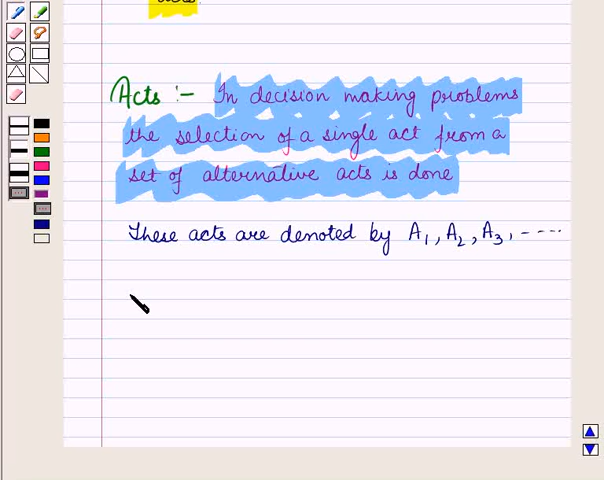 acts.
Acts :- In decision making problems
the selection of a single act from a
set of alternative acts is done
These acts are denoted by A₁, A₂, A₃, ----